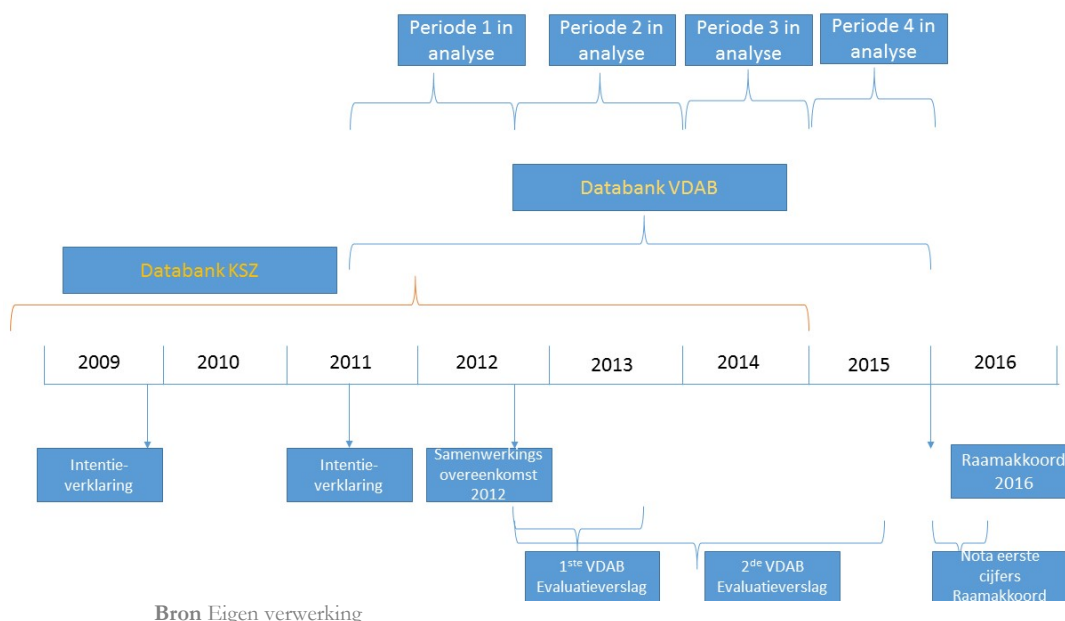 Periode 1 in
analyse
Periode 2 in
analyse
Periode 3 in
analyse
Periode 4 in
analyse
Databank VDAB
Databank KSZ
2009
2010
2011
2012
2013
2014
2015
2016
Intentie-
verklaring
Intentie-
verklaring
Samenwerkings
overeenkomst
2012
Raamakkoord
2016
1ste VDAB
Evaluatieverslag
2de VDAB
Evaluatieverslag
Nota eerste
cijfers
Raamakkoord
Bron Eigen verwerking